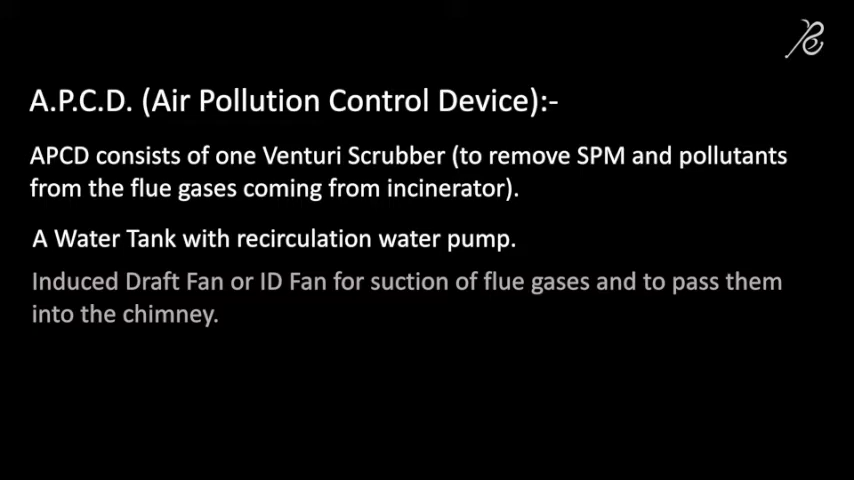 A.P.C.D. (Air Pollution Control Device):-
APCD consists of one Venturi Scrubber (to remove SPM and pollutants
from the flue gases coming from incinerator).
A Water Tank with recirculation water pump.
Induced Draft Fan or ID Fan for suction of flue gases and to pass them
into the chimney.